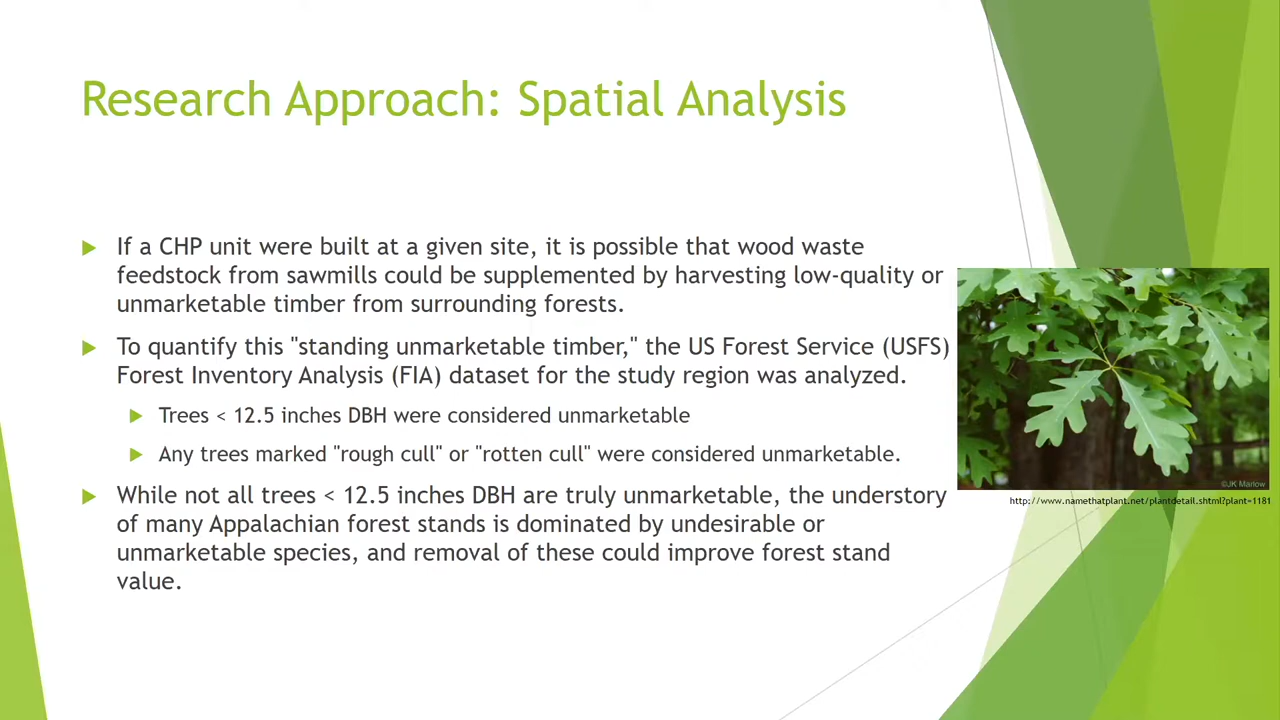 Research Approach: Spatial Analysis
If a CHP unit were built at a given site, it is possible that wood waste
feedstock from sawmills could be supplemented by harvesting low-quality or
unmarketable timber from surrounding forests.
To quantify this "standing unmarketable timber," the US Forest Service (USFS)
Forest Inventory Analysis (FIA) dataset for the study region was analyzed.
Trees < 12.5 inches DBH were considered unmarketable
Any trees marked "rough cull" or "rotten cull" were considered unmarketable.
While not all trees < 12.5 inches DBH are truly unmarketable, the understory
of many Appalachian forest stands is dominated by undesirable or
unmarketable species, and removal of these could improve forest stand
value.
©JK Marlow
http://www.namethatplant.net/plantdetail.shtml?plant=1181